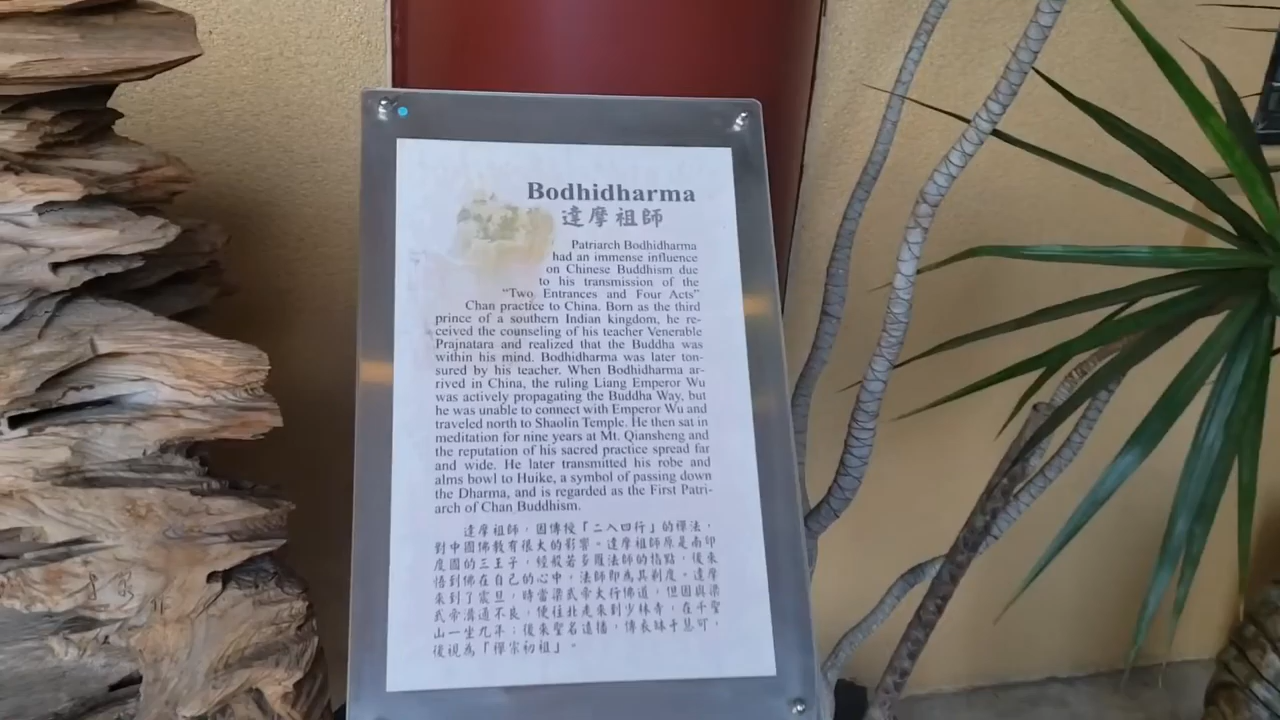 Bodhidharma
達摩祖師
Patriarch Bodhidharma
had an immense influence
on Chinese Buddhism due
to his transmission of the
"Two Entrances and Four Acts"
Chan practice to China. Born as the third
prince of a southern Indian kingdom, he re-
ceived the counseling of his teacher Venerable
Prajnatara and realized that the Buddha was
within his mind. Bodhidharma was later ton-
sured by his teacher. When Bodhidharma ar-
rived in China, the ruling Liang Emperor Wu
was actively propagating the Buddha Way, but
he was unable to connect with Emperor Wu and
traveled north to Shaolin Temple. He then sat in
meditation for nine years at Mt. Qiansheng and
the reputation of his sacred practice spread far
and wide. He later transmitted his robe and
alms bowl to Huike, a symbol of passing down
the Dharma, and is regarded as the First Patri-
arch of Chan Buddhism.
達摩祖師，因傳授「二入四行」的禪法，
對中國佛教有很大的影響。達摩祖師原是南印
度國的三王子，經般若多羅法師的指點，後來
悟到佛在自己的心中，法師即為其剃度。達摩
來到了震旦，時當梁武帝大行佛道，但因與梁
武帝溝通不良，便往北走來到少林寺，在千聖
山一坐九年；後來聖名遠播，傳衣缽予慧可，
後視為「禪宗初祖」。